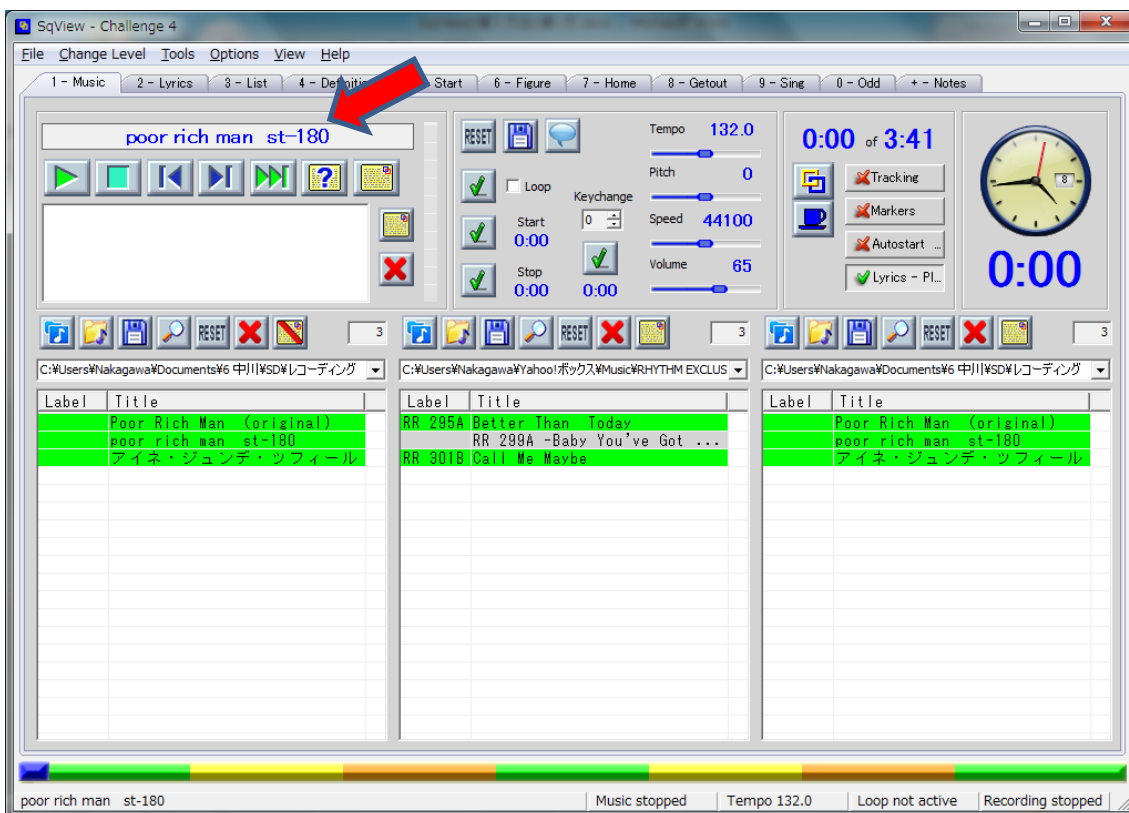 SqView - Challenge 4
File Change Level Tools Options View Help
1 - Music 2 - Lyrics 3 - List 4 - Start 6 - Figure 7 - Home 8 - Getout 9 - Sing 0 - Odd + - Notes
poor rich man st-180
RESET
Tempo 132.0
Pitch 0
Speed 44100
Volume 65
Loop
Keychange
0
Start
0:00
Stop
0:00
0:00
0:00 of 3:41
Tracking
Markers
Autostart ...
Lyrics - Pl...
8
0:00
RESET 3 RESET 3 RESET 3
C:¥Users¥Nakagawa¥Documents¥6 中川¥SD¥レコーディング
C:¥Users¥Nakagawa¥Yahoo!ボックス¥Music¥RHYTHM EXCLUS
C:¥Users¥Nakagawa¥Documents¥6 中川¥SD¥レコーディング
Label Title
Poor Rich Man (original)
poor rich man st-180
アイネ・ジュンデ・ツフィール
Label Title
RR 295A Better Than Today
RR 299A -Baby You've Got ...
RR 301B Call Me Maybe
Label Title
Poor Rich Man (original)
poor rich man st-180
アイネ・ジュンデ・ツフィール
poor rich man st-180 Music stopped Tempo 132.0 Loop not active Recording stopped